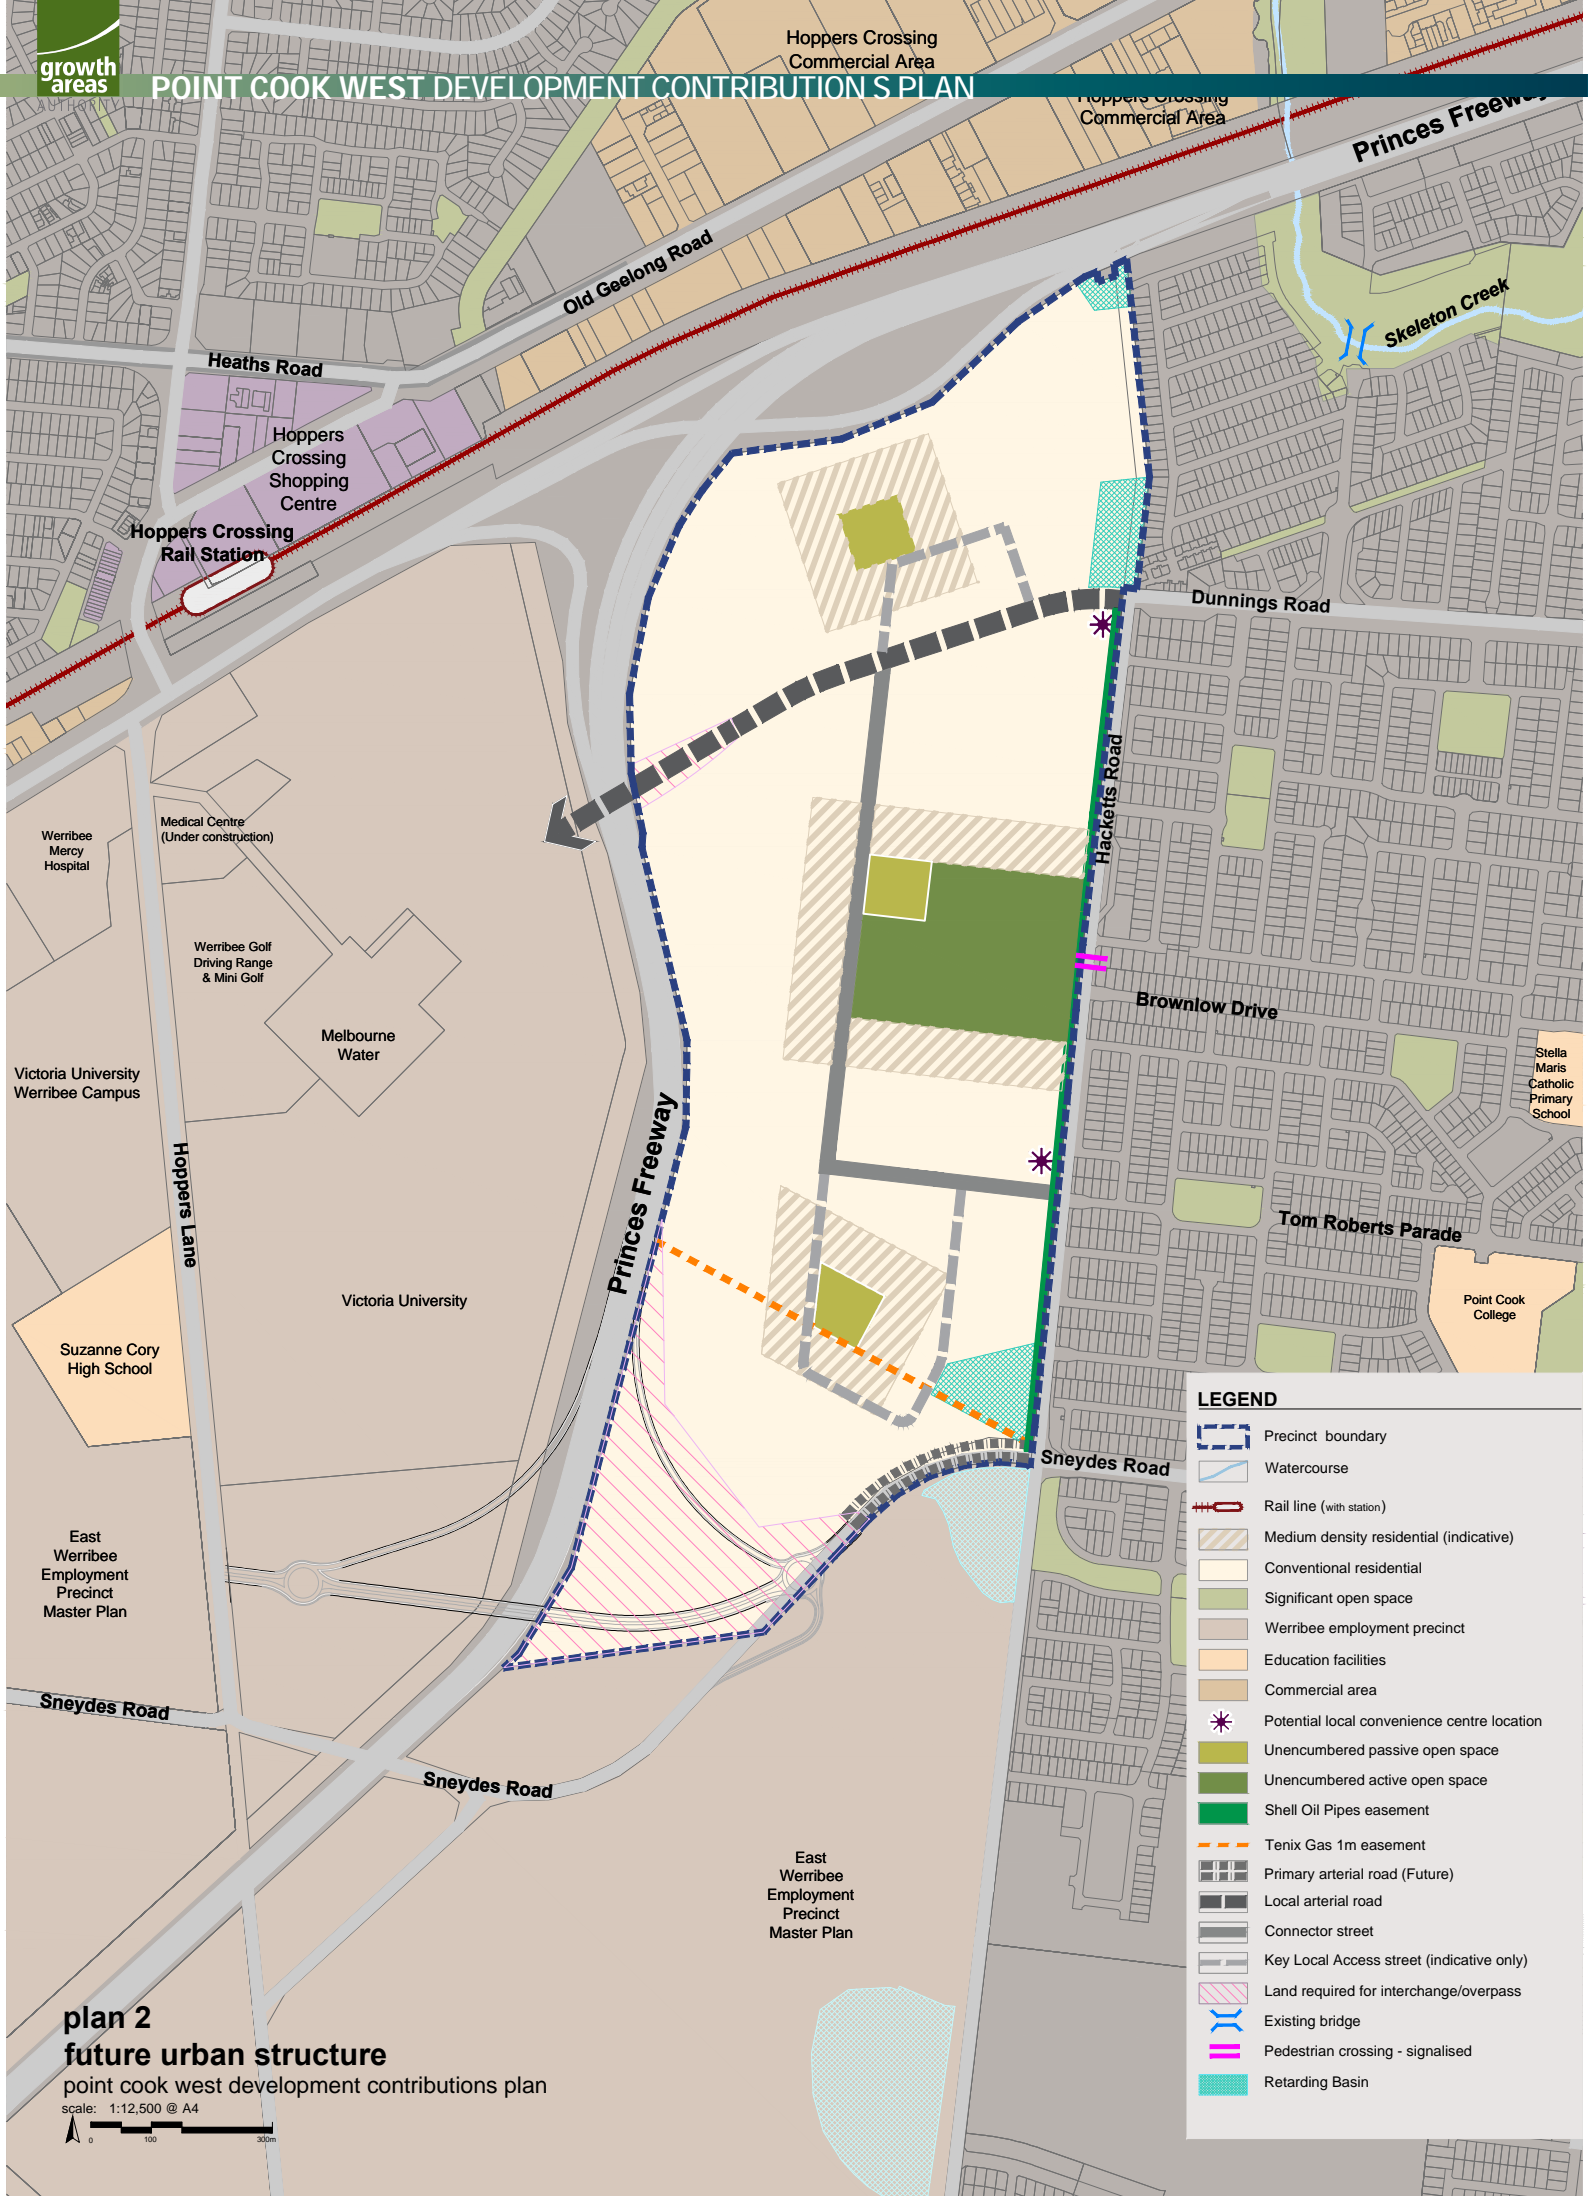 growth
areas
AUTHORITY
POINT COOK WEST DEVELOPMENT CONTRIBUTION S PLAN
Hoppers Crossing
Commercial Area
Hoppers Crossing
Commercial Area
Princes Freeway
Old Geelong Road
Skeleton Creek
Heaths Road
Hoppers
Crossing
Shopping
Centre
Hoppers Crossing
Rail Station
Dunnings Road
Hacketts Road
Medical Centre
(Under construction)
Werribee
Mercy
Hospital
Werribee Golf
Driving Range
& Mini Golf
Melbourne
Water
Brownlow Drive
Victoria University
Werribee Campus
Stella
Maris
Catholic
Primary
School
Hoppers Lane
Princes Freeway
Tom Roberts Parade
Victoria University
Point Cook
College
Suzanne Cory
High School
Sneydes Road
East
Werribee
Employment
Precinct
Master Plan
Sneydes Road
Sneydes Road
East
Werribee
Employment
Precinct
Master Plan
LEGEND
Precinct boundary
Watercourse
Rail line (with station)
Medium density residential (indicative)
Conventional residential
Significant open space
Werribee employment precinct
Education facilities
Commercial area
Potential local convenience centre location
Unencumbered passive open space
Unencumbered active open space
Shell Oil Pipes easement
Tenix Gas 1m easement
Primary arterial road (Future)
Local arterial road
Connector street
Key Local Access street (indicative only)
Land required for interchange/overpass
Existing bridge
Pedestrian crossing - signalised
Retarding Basin
plan 2
future urban structure
point cook west development contributions plan
scale: 1:12,500 @ A4
0 100 300m